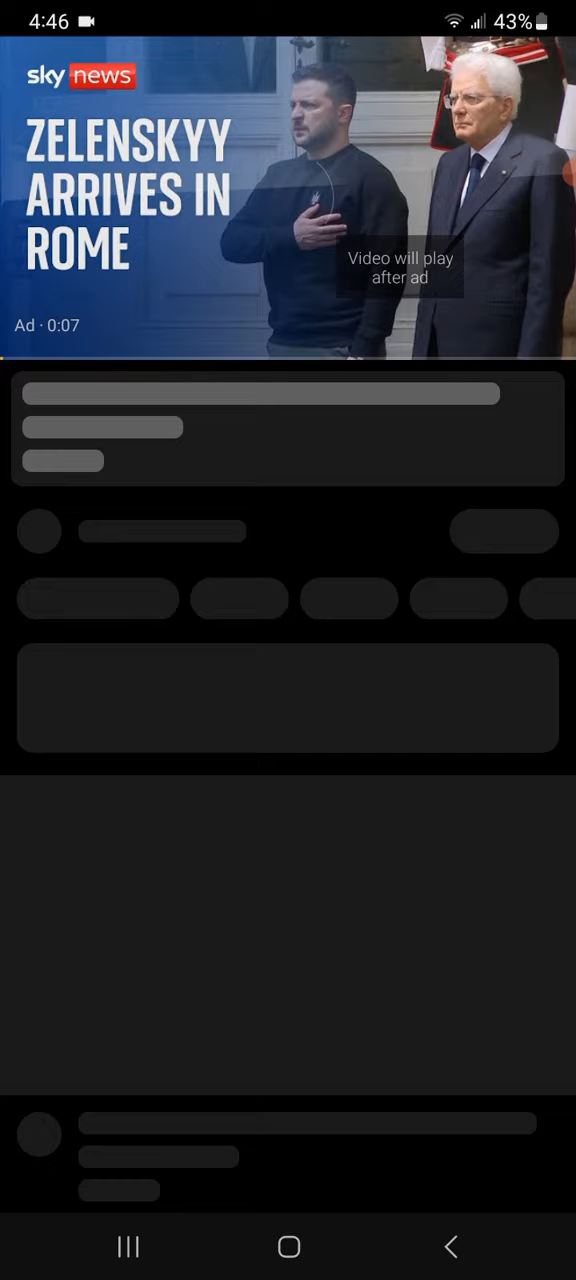 4:46
43%
sky news
ZELENSKYY
ARRIVES IN
ROME
Video will play
after ad
Ad · 0:07